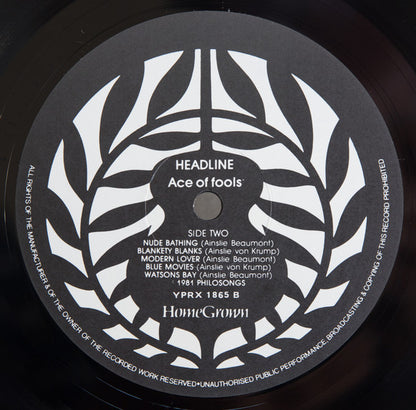 HEADLINE
Ace of fools
SIDE TWO
NUDE BATHING (Ainslie Beaumont)
BLANKETY BLANKS (Ainslie von Krump)
MODERN LOVER (Ainslie Beaumont)
BLUE MOVIES (Ainslie von Krump)
WATSONS BAY (Ainslie Beaumont)
1981 PHILOSONGS
YPRX 1865 B
HomeGrown
ALL RIGHTS OF THE MANUFACTURER & OF THE OWNER OF THE RECORDED WORK RESERVED•UNAUTHORISED PUBLIC PERFORMANCE, BROADCASTING & COPYING OF THIS RECORD PROHIBITED